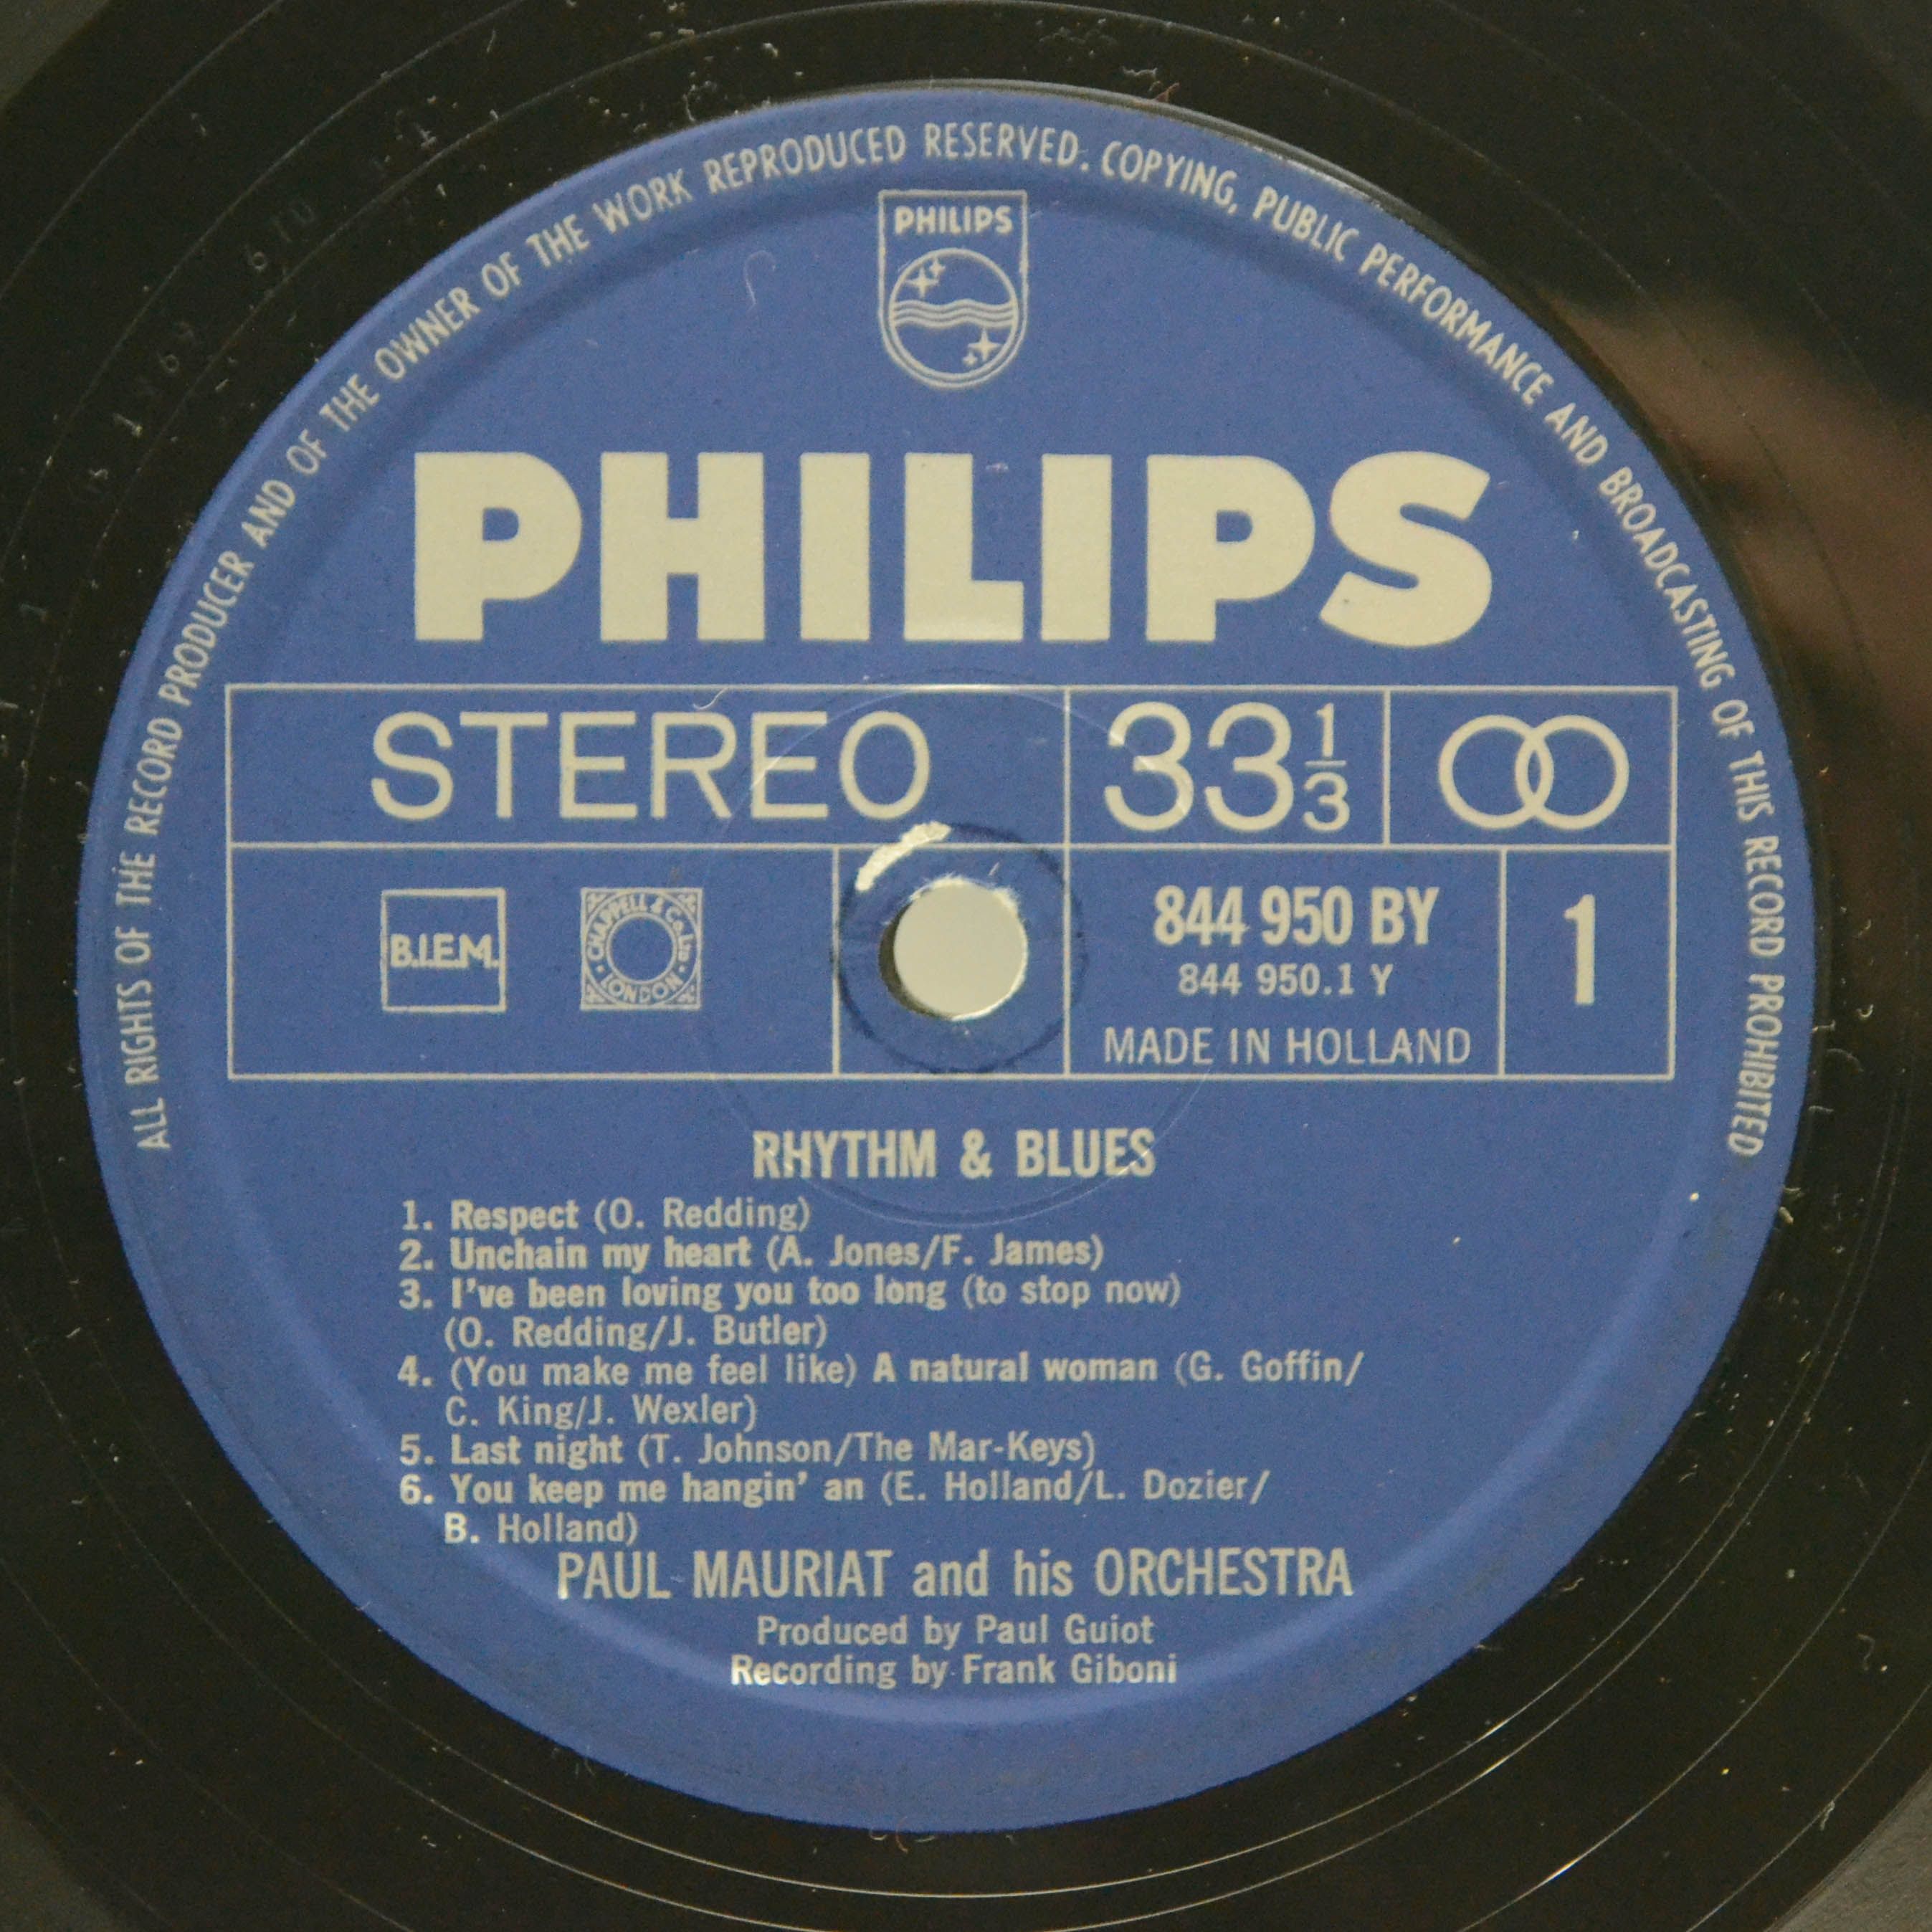 ALL RIGHTS OF THE RECORD PRODUCER AND OF THE OWNER OF THE WORK REPRODUCED RESERVED. COPYING, PUBLIC PERFORMANCE AND BROADCASTING OF THIS RECORD PROHIBITED
PHILIPS
PHILIPS
STEREO 33 1/3
B.I.E.M. CHAPPELL & Co. Ltd LONDON 844 950 BY 1
844 950.1 Y
MADE IN HOLLAND
RHYTHM & BLUES
1. Respect (O. Redding)
2. Unchain my heart (A. Jones/F. James)
3. I've been loving you too long (to stop now)
(O. Redding/J. Butler)
4. (You make me feel like) A natural woman (G. Goffin/
C. King/J. Wexler)
5. Last night (T. Johnson/The Mar-Keys)
6. You keep me hangin' an (E. Holland/L. Dozier/
B. Holland)
PAUL MAURIAT and his ORCHESTRA
Produced by Paul Guiot
Recording by Frank Giboni